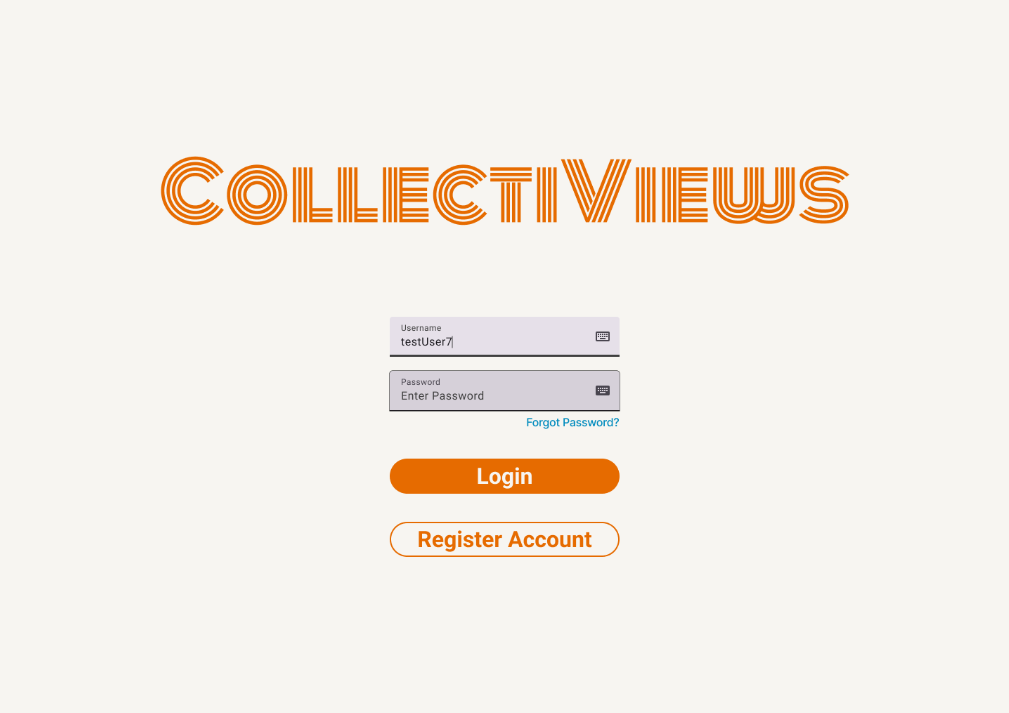 CollectiViews
Username
testUser7
Password
Enter Password
Forgot Password?
Login
Register Account